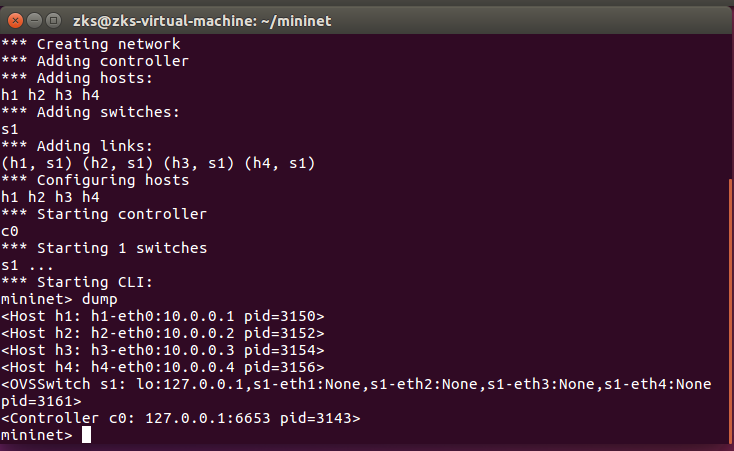 zks@zks-virtual-machine: ~/mininet
*** Creating network
*** Adding controller
*** Adding hosts:
h1 h2 h3 h4
*** Adding switches:
s1
*** Adding links:
(h1, s1) (h2, s1) (h3, s1) (h4, s1)
*** Configuring hosts
h1 h2 h3 h4
*** Starting controller
c0
*** Starting 1 switches
s1 ...
*** Starting CLI:
mininet> dump
<Host h1: h1-eth0:10.0.0.1 pid=3150>
<Host h2: h2-eth0:10.0.0.2 pid=3152>
<Host h3: h3-eth0:10.0.0.3 pid=3154>
<Host h4: h4-eth0:10.0.0.4 pid=3156>
<OVSSwitch s1: lo:127.0.0.1,s1-eth1:None,s1-eth2:None,s1-eth3:None,s1-eth4:None
pid=3161>
<Controller c0: 127.0.0.1:6653 pid=3143>
mininet>